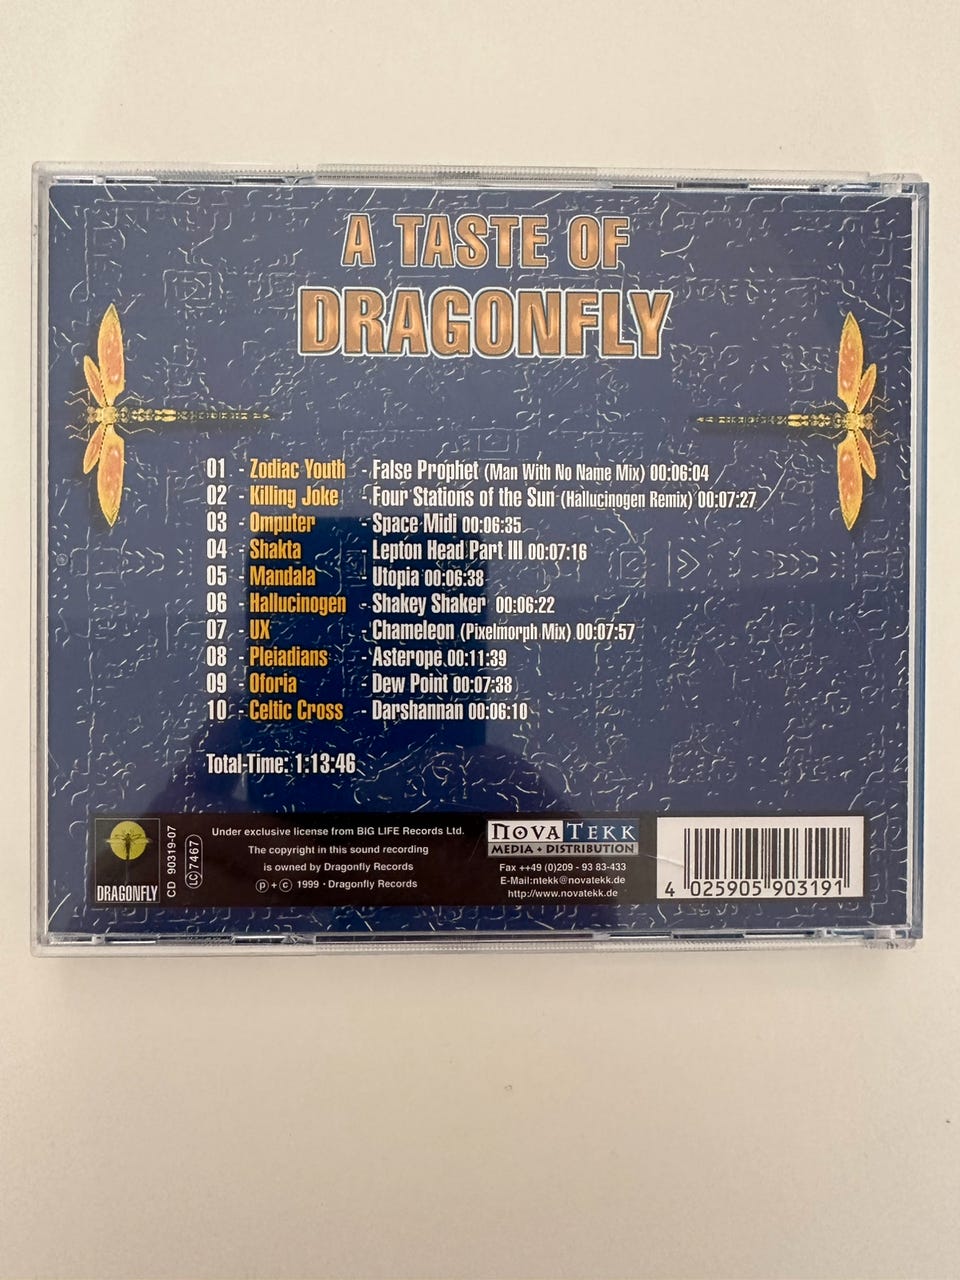 A TASTE OF
DRAGONFLY
01 - Zodiac Youth - False Prophet (Man With No Name Mix) 00:06:04
02 - Killing Joke - Four Stations of the Sun (Hallucinogen Remix) 00:07:27
03 - Omputer - Space Midi 00:06:35
04 - Shakta - Lepton Head Part III 00:07:16
05 - Mandala - Utopia 00:06:38
06 - Hallucinogen - Shakey Shaker 00:06:22
07 - UX - Chameleon (Pixelmorph Mix) 00:07:57
08 - Pleiadians - Asterope 00:11:39
09 - Oforia - Dew Point 00:07:38
10 - Celtic Cross - Darshannan 00:06:10
Total-Time: 1:13:46
DRAGONFLY
CD 90319-07
LC 7467
Under exclusive license from BIG LIFE Records Ltd.
The copyright in this sound recording
is owned by Dragonfly Records
℗ + © 1999 · Dragonfly Records
NOVA TEKK
MEDIA + DISTRIBUTION
Fax ++49 (0)209 - 93 83-433
E-Mail:ntekk@novatekk.de
http://www.novatekk.de
4 025905 903191